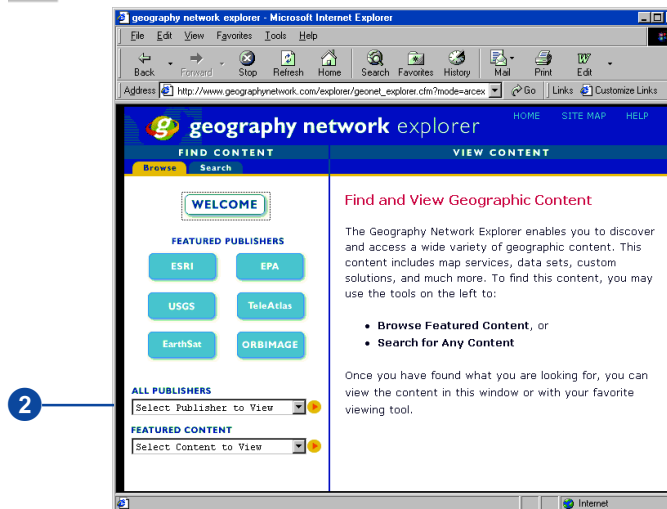 geography network explorer - Microsoft Internet Explorer
File Edit View Favorites Tools Help
Back Forward Stop Refresh Home Search Favorites History Mail Print Edit
Address http://www.geographynetwork.com/explorer/geonet_explorer.cfm?mode=arcex Go Links Customize Links
geography network explorer
HOME SITE MAP HELP
FIND CONTENT
VIEW CONTENT
Browse Search
WELCOME
FEATURED PUBLISHERS
ESRI EPA
USGS TeleAtlas
EarthSat ORBIMAGE
ALL PUBLISHERS
2
Select Publisher to View
FEATURED CONTENT
Select Content to View
Find and View Geographic Content
The Geography Network Explorer enables you to discover
and access a wide variety of geographic content. This
content includes map services, data sets, custom
solutions, and much more. To find this content, you may
use the tools on the left to:
• Browse Featured Content, or
• Search for Any Content
Once you have found what you are looking for, you can
view the content in this window or with your favorite
viewing tool.
Internet